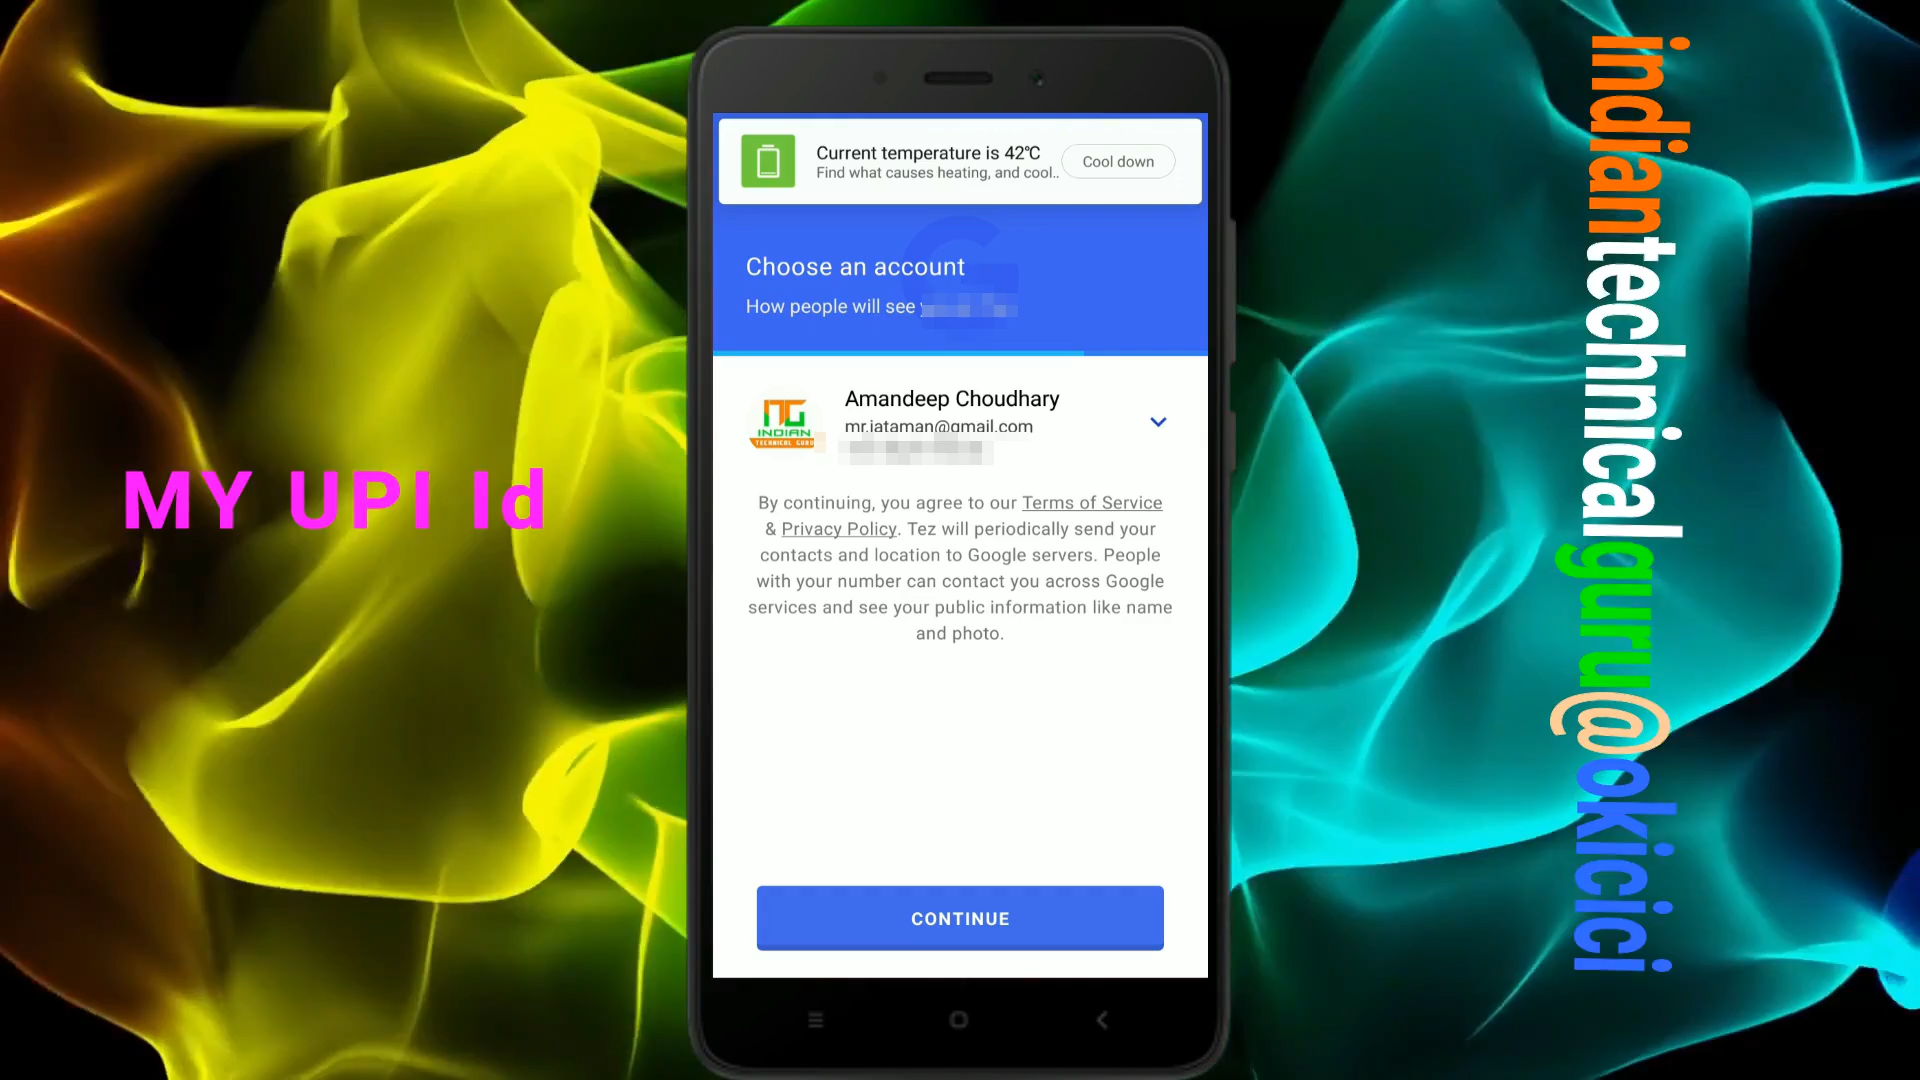 MY UPI Id
Current temperature is 42℃
Find what causes heating, and cool..
Cool down
Choose an account
How people will see
INDIAN
TECHNICAL GURU
Amandeep Choudhary
mr.jataman@gmail.com
By continuing, you agree to our Terms of Service
& Privacy Policy. Tez will periodically send your
contacts and location to Google servers. People
with your number can contact you across Google
services and see your public information like name
and photo.
CONTINUE
indiantechnicalguru@okicici